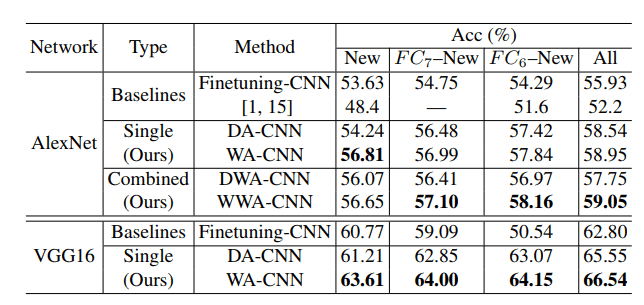 Network Type Method Acc (%)
New FC7–New FC6–New All
AlexNet Baselines Finetuning-CNN 53.63 54.75 54.29 55.93
[1, 15] 48.4 — 51.6 52.2
Single (Ours) DA-CNN 54.24 56.48 57.42 58.54
WA-CNN 56.81 56.99 57.84 58.95
Combined (Ours) DWA-CNN 56.07 56.41 56.97 57.75
WWA-CNN 56.65 57.10 58.16 59.05
VGG16 Baselines Finetuning-CNN 60.77 59.09 50.54 62.80
Single (Ours) DA-CNN 61.21 62.85 63.07 65.55
WA-CNN 63.61 64.00 64.15 66.54